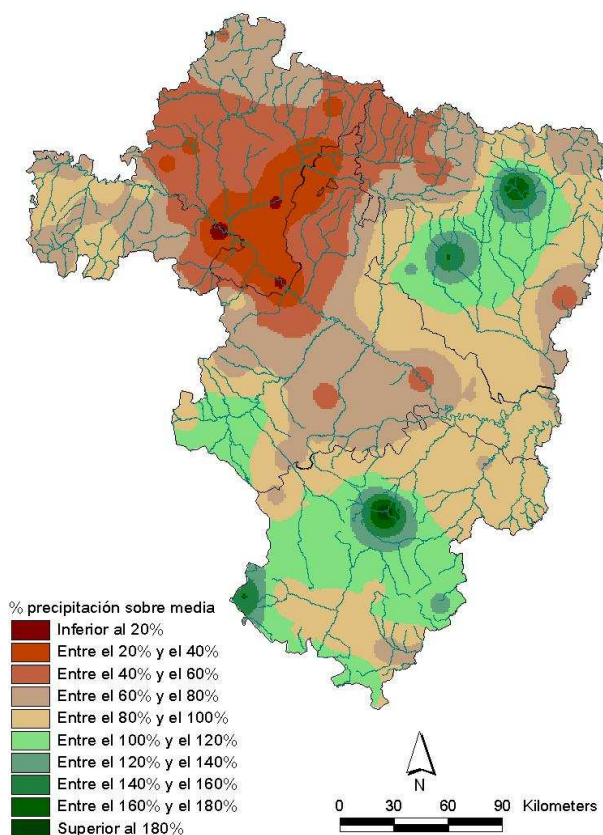 % precipitación sobre media
Inferior al 20%
Entre el 20% y el 40%
Entre el 40% y el 60%
Entre el 60% y el 80%
Entre el 80% y el 100%
Entre el 100% y el 120%
Entre el 120% y el 140%
Entre el 140% y el 160%
Entre el 160% y el 180%
Superior al 180%
N
0 30 60 90 Kilometers